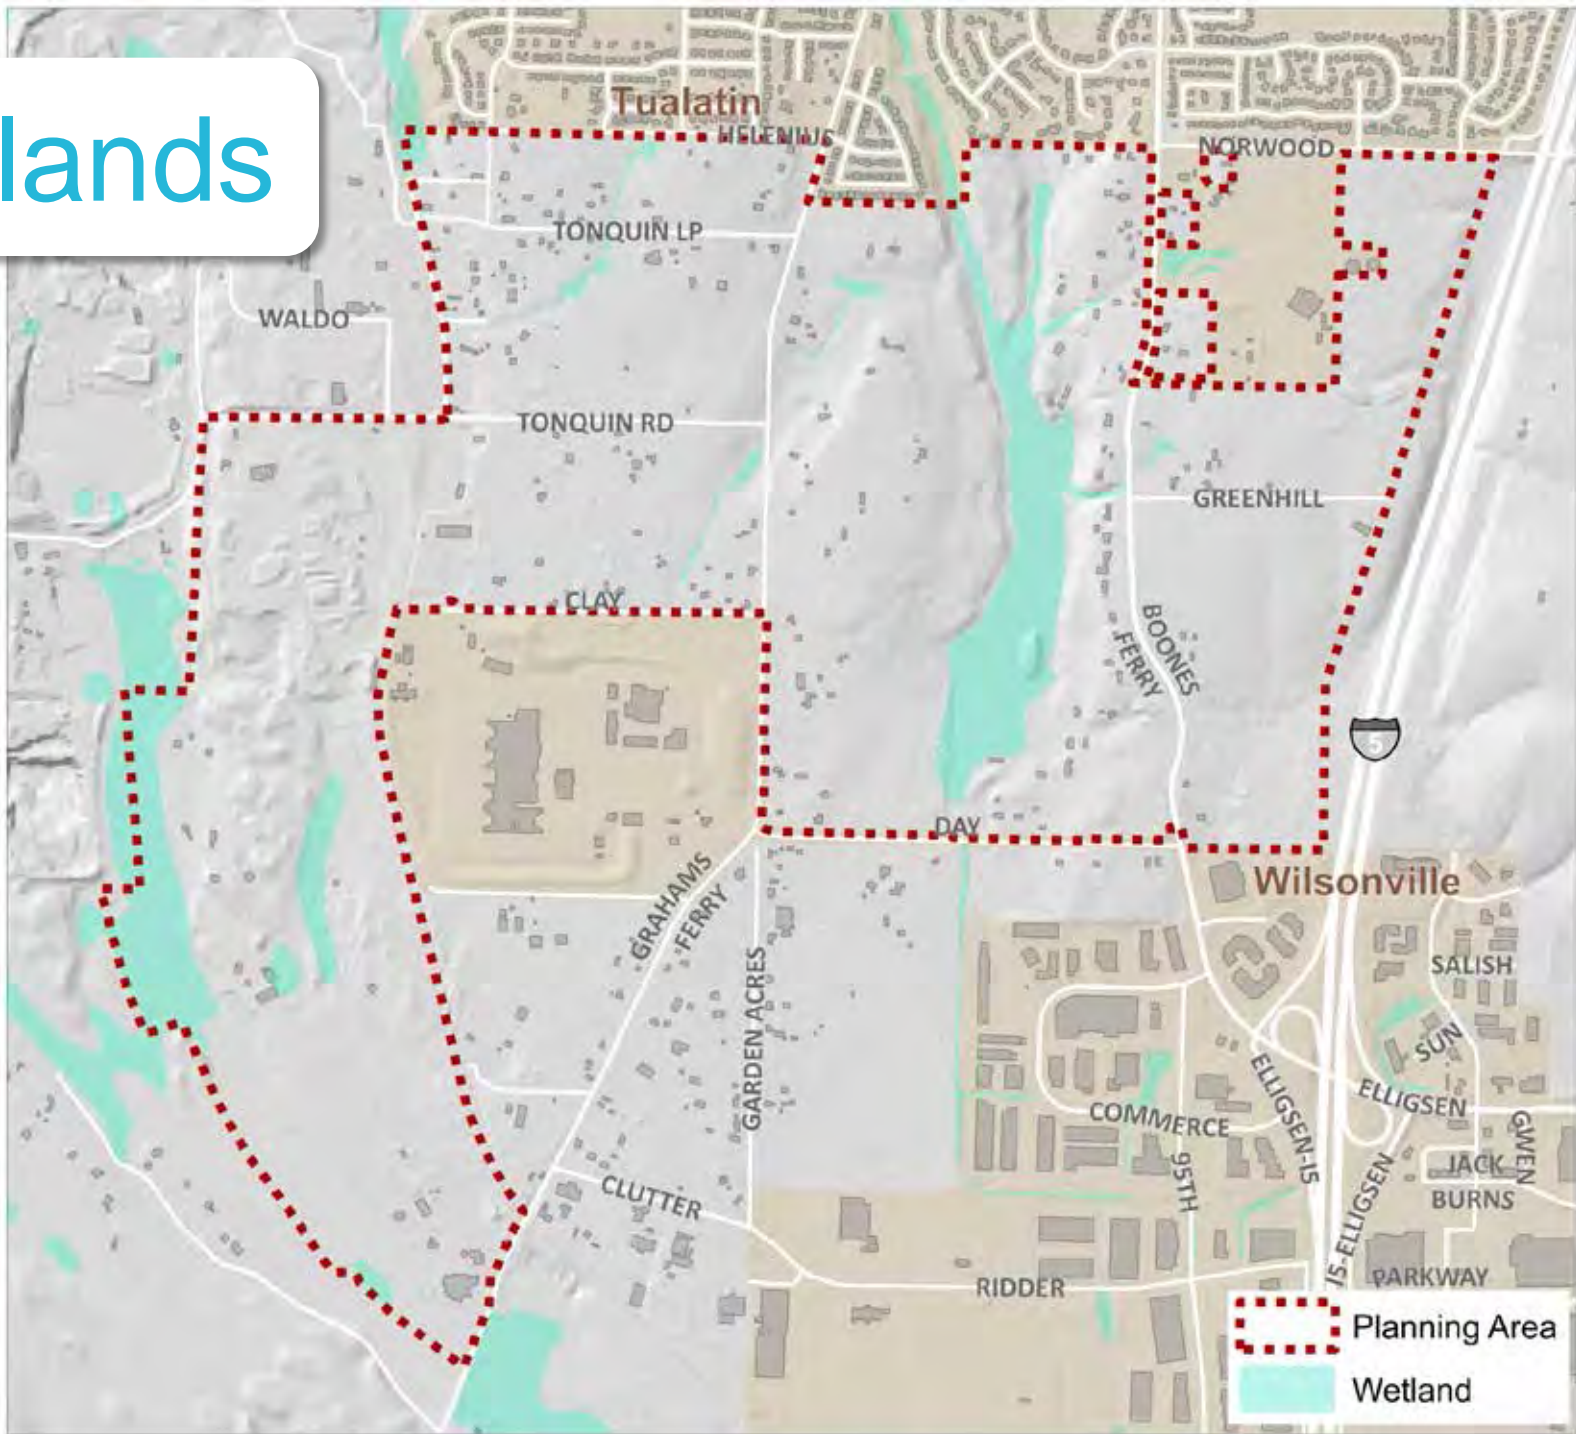 lands
Tualatin
HELENIUS
NORWOOD
TONQUIN LP
WALDO
TONQUIN RD
GREENHILL
CLAY
BOONES
FERRY
5
DAY
Wilsonville
GRAHAMS
FERRY
GARDEN ACRES
SALISH
SUN
ELLIGSEN-I5
ELLIGSEN
COMMERCE
GWEN
95TH
JACK
BURNS
CLUTTER
I5-ELLIGSEN
RIDDER
PARKWAY
Planning Area
Wetland